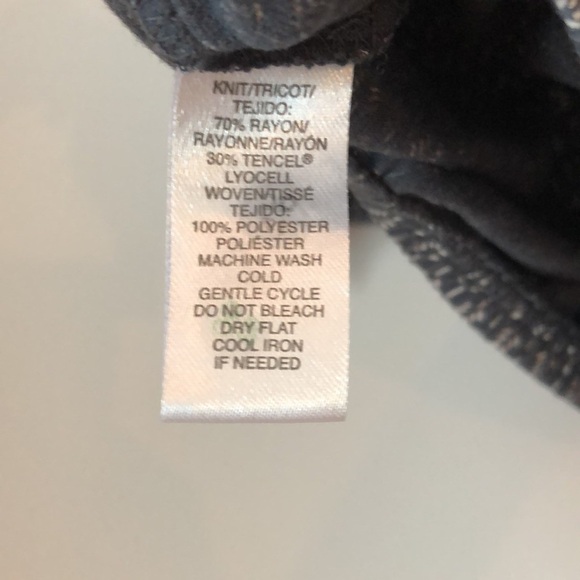 KNIT/TRICOT/
TEJIDO:
70% RAYON/
RAYONNE/RAYÓN
30% TENCEL®
LYOCELL
WOVEN/TISSÉ
TEJIDO:
100% POLYESTER
POLIÉSTER
MACHINE WASH
COLD
GENTLE CYCLE
DO NOT BLEACH
DRY FLAT
COOL IRON
IF NEEDED